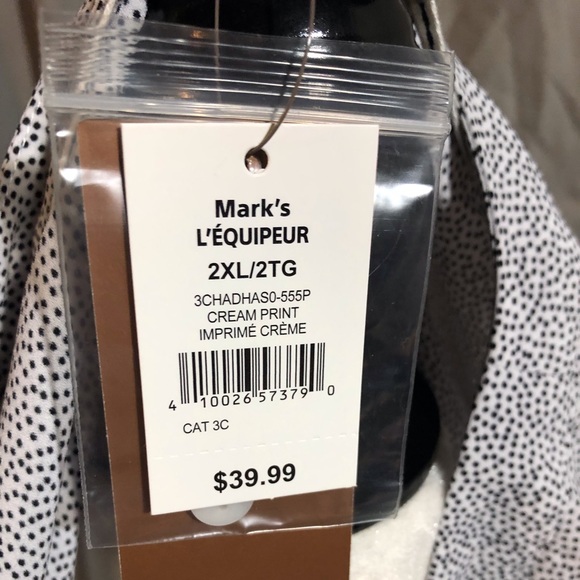 Mark's
L'ÉQUIPEUR
2XL/2TG
3CHADHAS0-555P
CREAM PRINT
IMPRIMÉ CRÈME
4 10026 57379 0
CAT 3C
$39.99